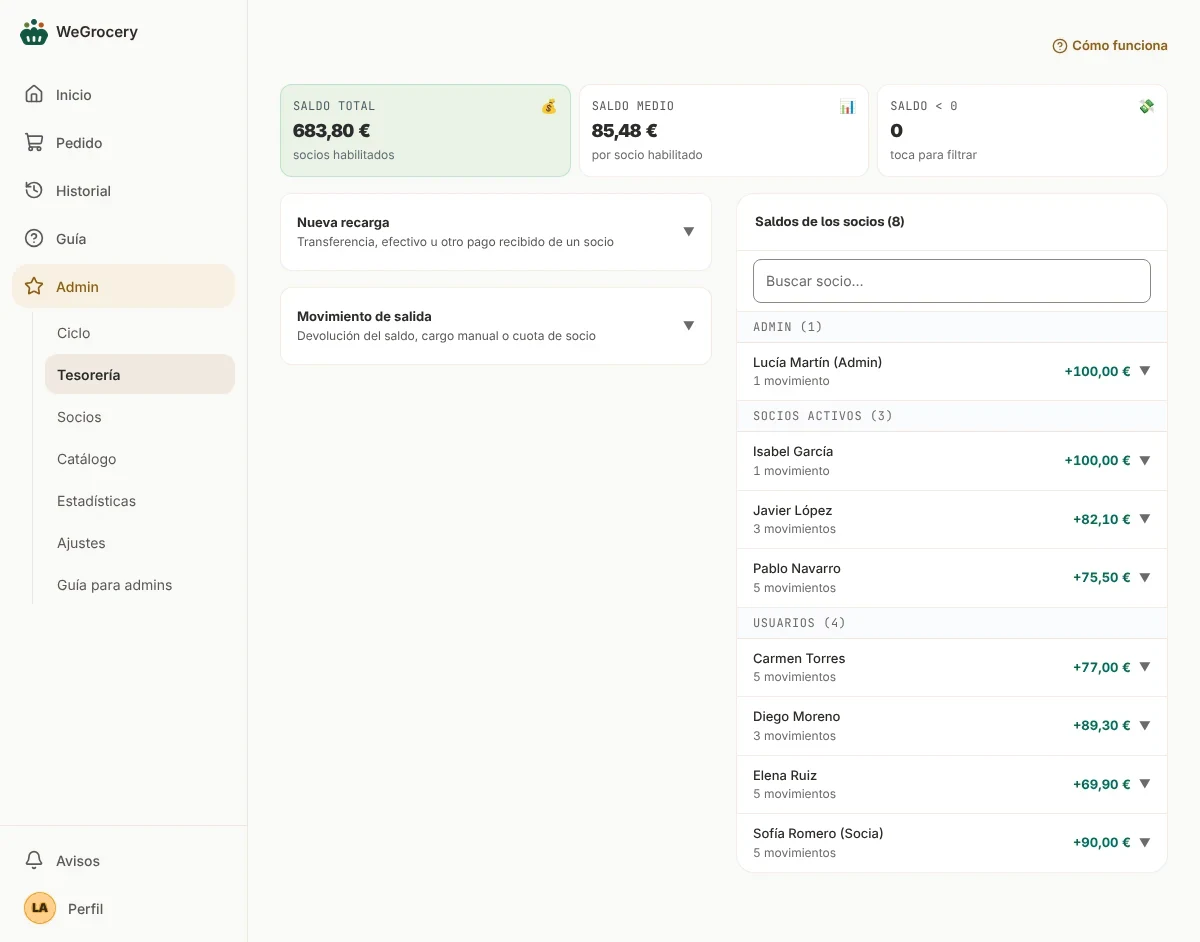 WeGrocery
Inicio
Pedido
Historial
Guía
Admin
Ciclo
Tesorería
Socios
Catálogo
Estadísticas
Ajustes
Guía para admins
Avisos
LA
Perfil
Cómo funciona
SALDO TOTAL
683,80 €
socios habilitados
SALDO MEDIO
85,48 €
por socio habilitado
SALDO < 0
0
toca para filtrar
Nueva recarga
Transferencia, efectivo u otro pago recibido de un socio
Movimiento de salida
Devolución del saldo, cargo manual o cuota de socio
Saldos de los socios (8)
Buscar socio...
ADMIN (1)
Lucía Martín (Admin)
1 movimiento
+100,00 €
SOCIOS ACTIVOS (3)
Isabel García
1 movimiento
+100,00 €
Javier López
3 movimientos
+82,10 €
Pablo Navarro
5 movimientos
+75,50 €
USUARIOS (4)
Carmen Torres
5 movimientos
+77,00 €
Diego Moreno
3 movimientos
+89,30 €
Elena Ruiz
5 movimientos
+69,90 €
Sofía Romero (Socia)
5 movimientos
+90,00 €